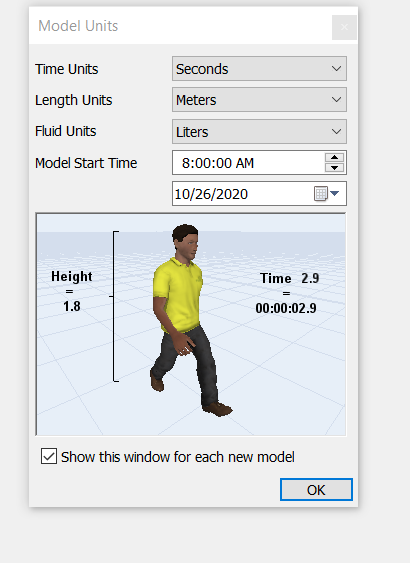 Model Units
Time Units Seconds
Length Units Meters
Fluid Units Liters
Model Start Time 8:00:00 AM
10/26/2020
Height
=
1.8
Time 2.9
=
00:00:02.9
Show this window for each new model
OK